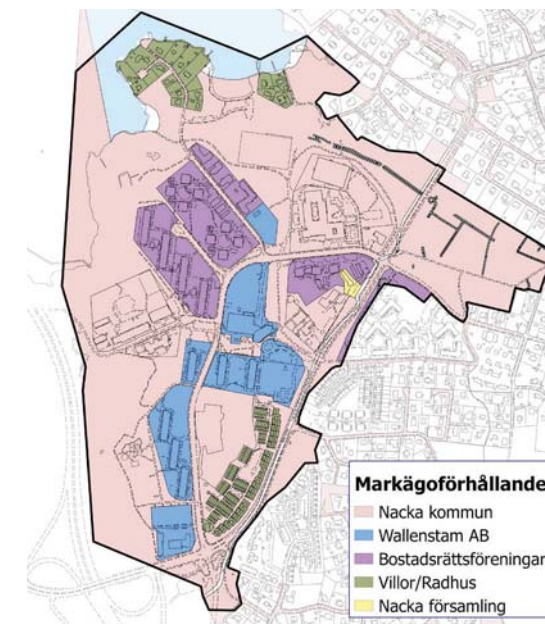 Markägoförhållande
Nacka kommun
Wallenstam AB
Bostadsrättsföreningar
Villor/Radhus
Nacka församling